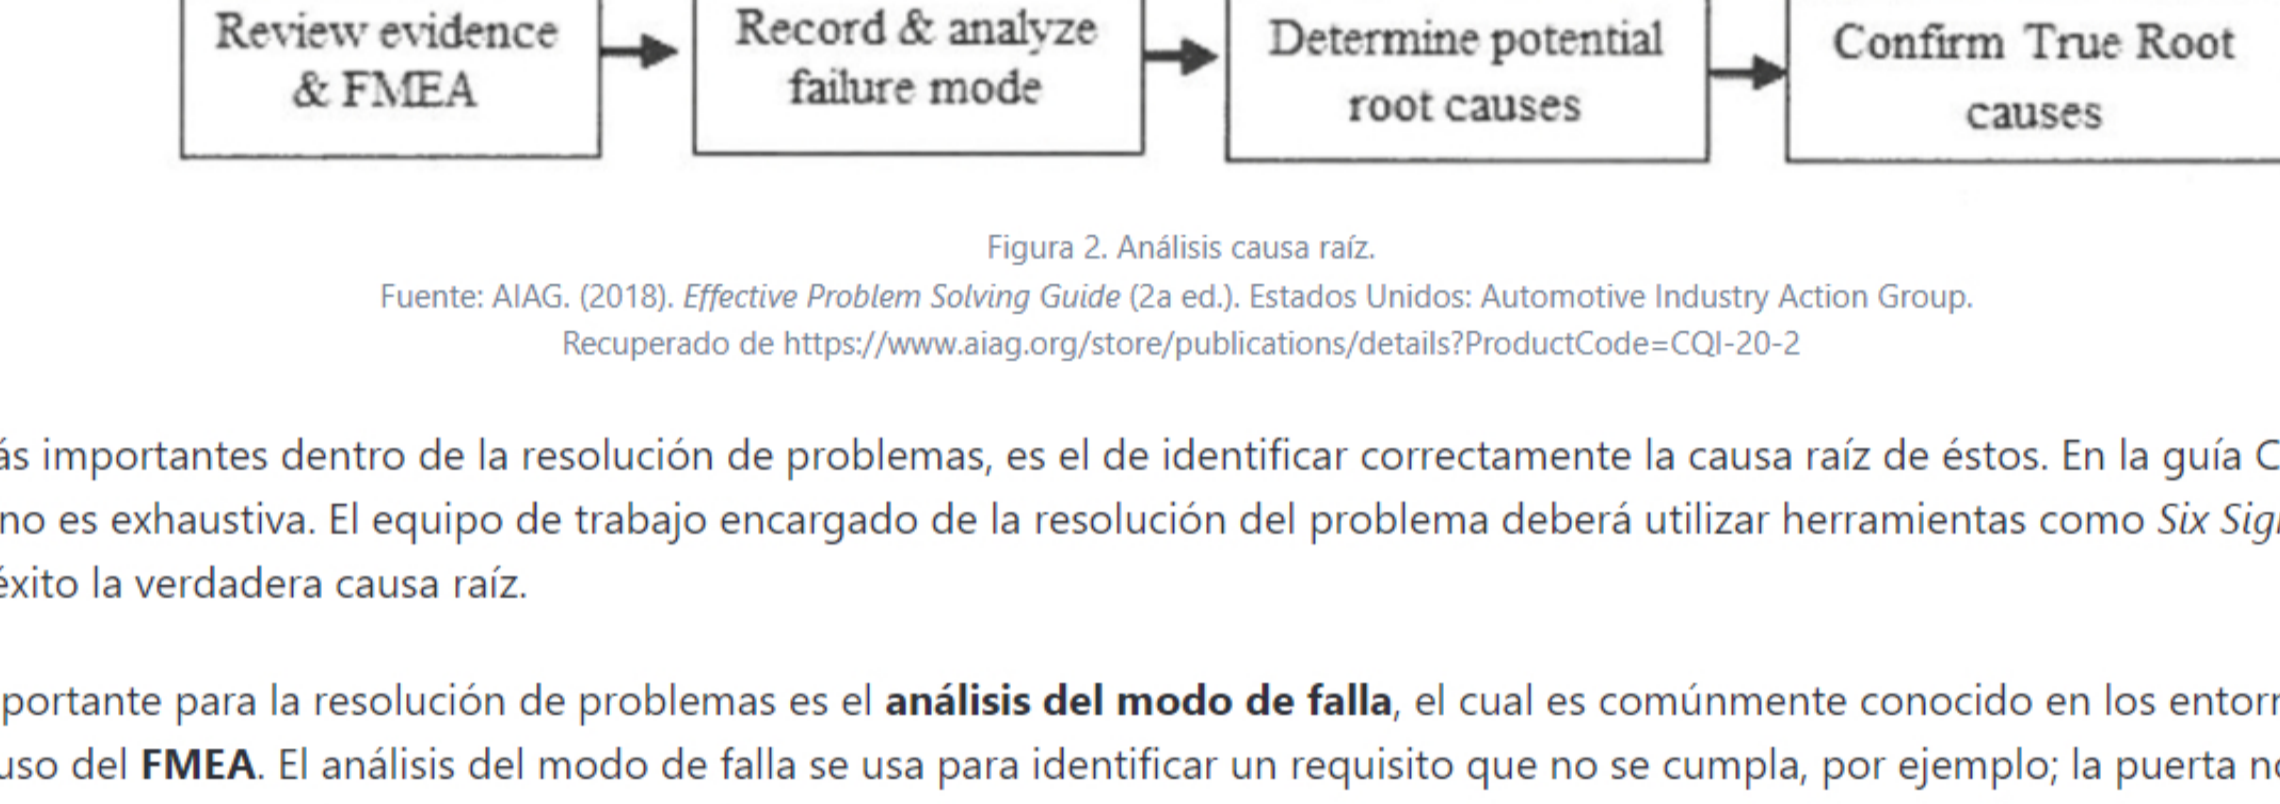 Review evidence
& FMEA
Record & analyze
failure mode
Determine potential
root causes
Confirm True Root
causes
Figura 2. Análisis causa raíz.
Fuente: AIAG. (2018). Effective Problem Solving Guide (2a ed.). Estados Unidos: Automotive Industry Action Group.
Recuperado de https://www.aiag.org/store/publications/details?ProductCode=CQI-20-2
ás importantes dentro de la resolución de problemas, es el de identificar correctamente la causa raíz de éstos. En la guía C
no es exhaustiva. El equipo de trabajo encargado de la resolución del problema deberá utilizar herramientas como Six Sig
éxito la verdadera causa raíz.
portante para la resolución de problemas es el análisis del modo de falla, el cual es comúnmente conocido en los entorn
uso del FMEA. El análisis del modo de falla se usa para identificar un requisito que no se cumpla, por ejemplo; la puerta no